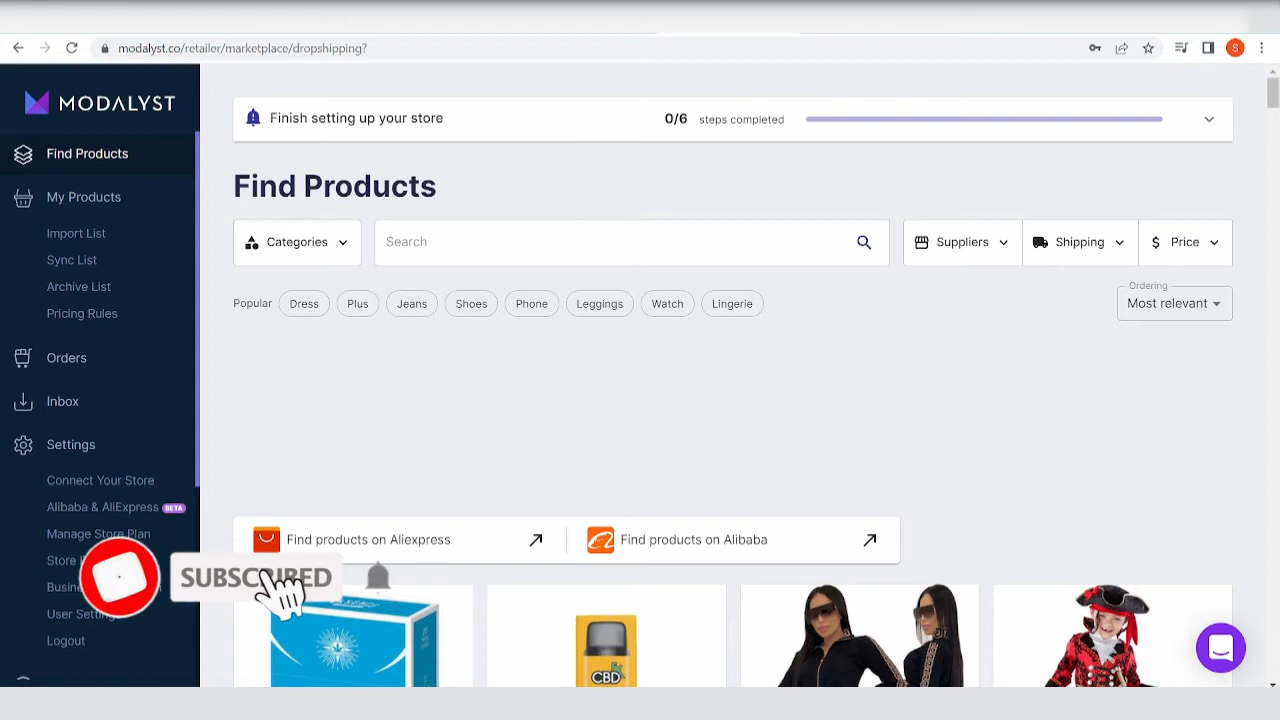 modalyst.co/retailer/marketplace/dropshipping?
S
MODALYST
Finish setting up your store
0/6 steps completed
Find Products
My Products
Import List
Sync List
Archive List
Pricing Rules
Orders
Inbox
Settings
Connect Your Store
Alibaba & AliExpress BETA
Manage Store Plan
Store
User
Logout
Find Products
Categories
Search
Suppliers
Shipping
$ Price
Popular Dress Plus Jeans Shoes Phone Leggings Watch Lingerie
Ordering
Most relevant
Find products on Aliexpress
Find products on Alibaba
SUBSCRIBED
CBD